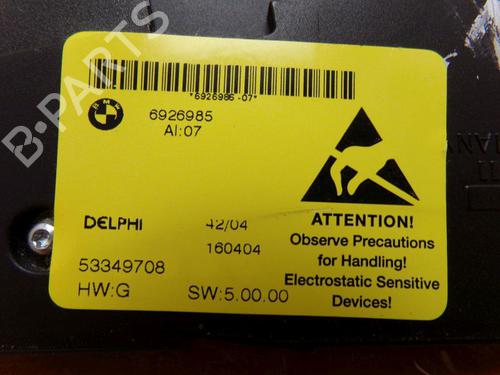 B-PARTS
*6926985-07*
BMW
6926985
AI:07
DELPHI
42/04
160404
53349708
HW:G
SW:5.00.00
ATTENTION!
Observe Precautions
for Handling!
Electrostatic Sensitive
Devices!